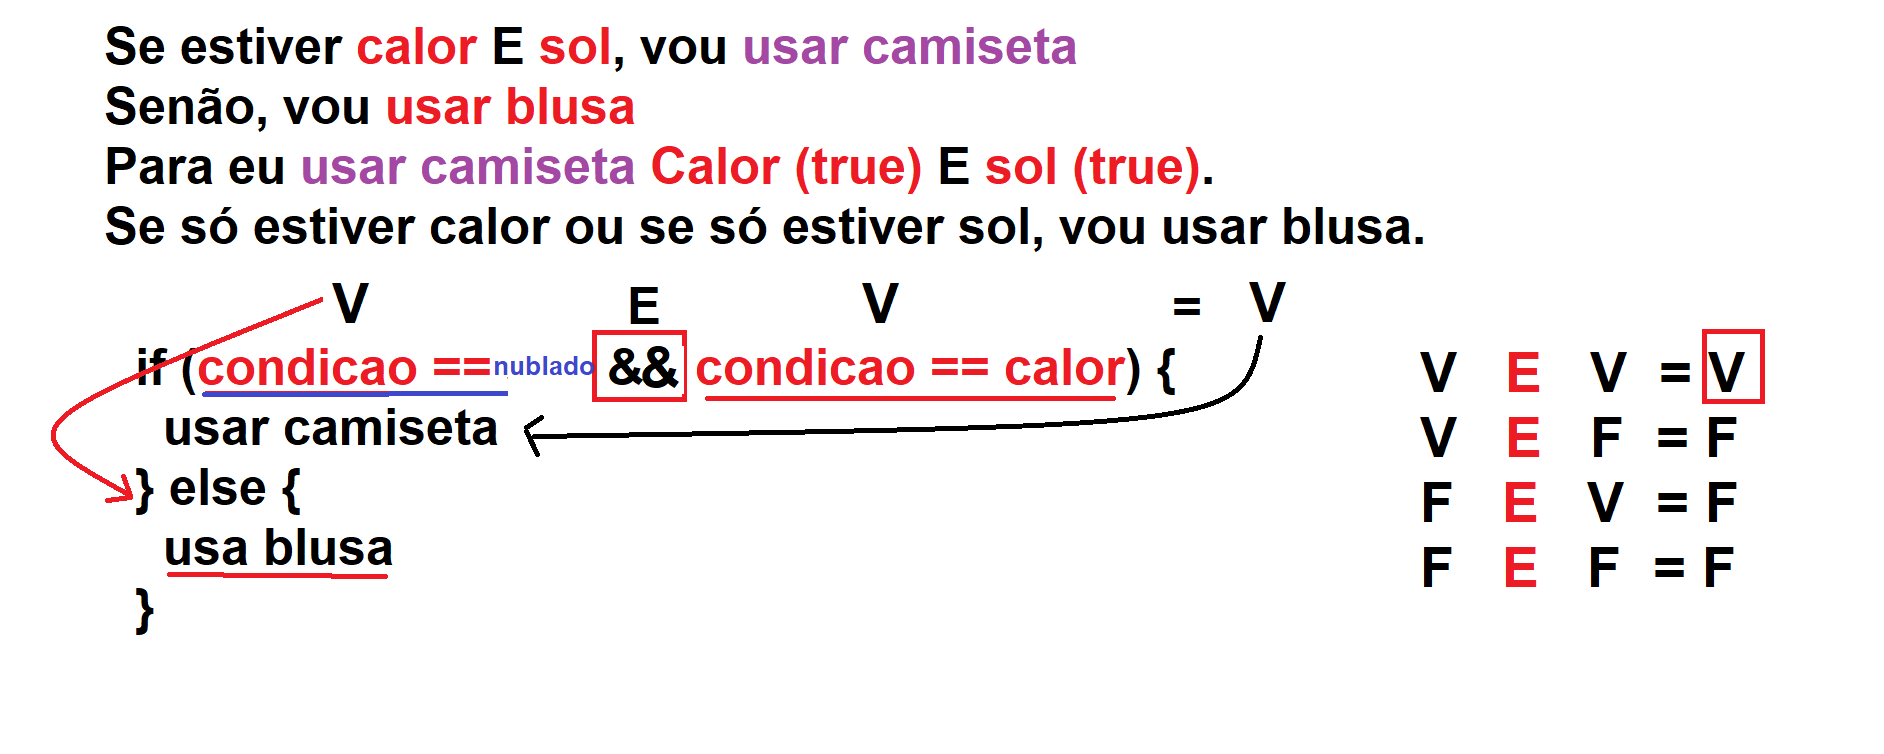 Se estiver calor E sol, vou usar camiseta
Senão, vou usar blusa
Para eu usar camiseta Calor (true) E sol (true).
Se só estiver calor ou se só estiver sol, vou usar blusa.
V E V = V
if (condicao == nublado && condicao == calor) {
usar camiseta
} else {
usa blusa
}
V E V = V
V E F = F
F E V = F
F E F = F